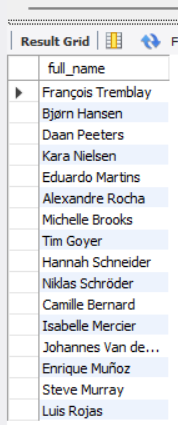 Result Grid
F
full_name
François Tremblay
Bjørn Hansen
Daan Peeters
Kara Nielsen
Eduardo Martins
Alexandre Rocha
Michelle Brooks
Tim Goyer
Hannah Schneider
Niklas Schröder
Camille Bernard
Isabelle Mercier
Johannes Van de...
Enrique Muñoz
Steve Murray
Luis Rojas